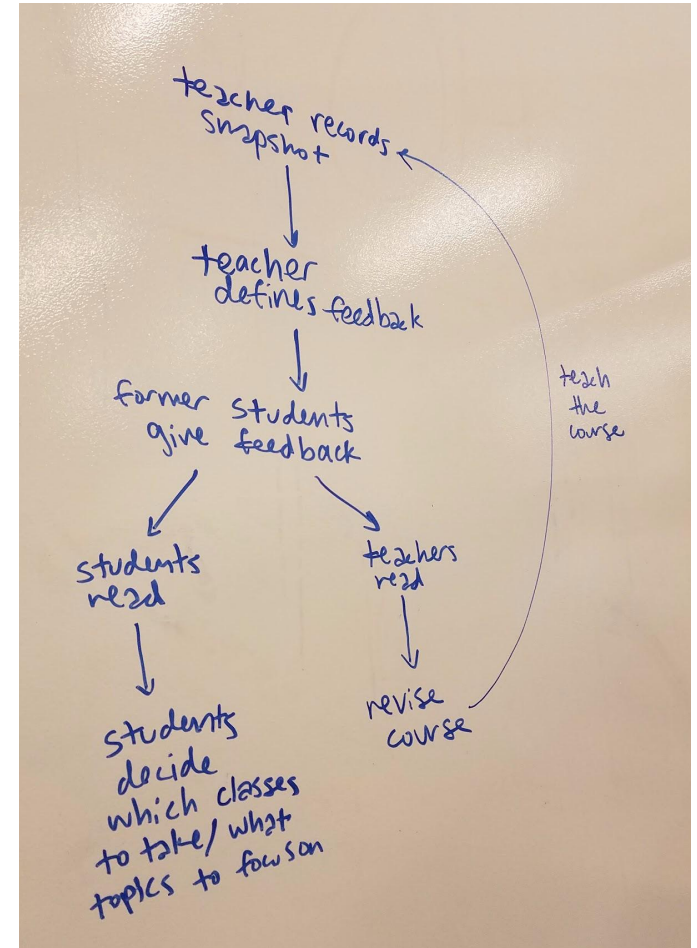 teacher records
snapshot
teacher
defines feedback
former students
give feedback
students
read
teachers
read
teach
the
course
revise
course
students
decide
which classes
to take/what
topics to focus on